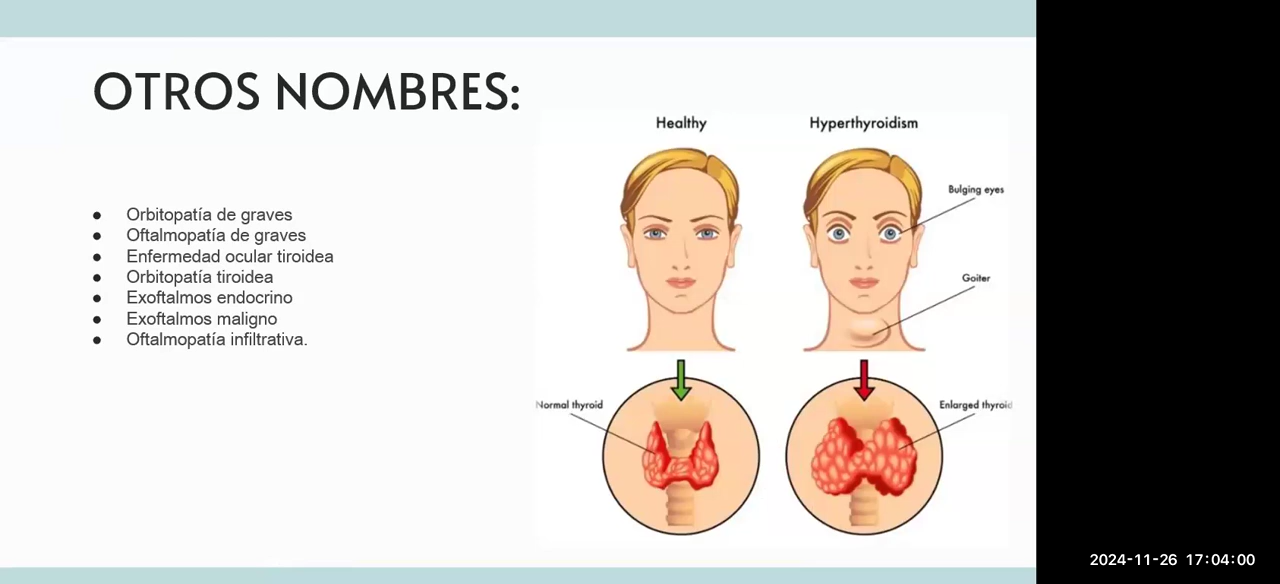 OTROS NOMBRES:
● Orbitopatía de graves
● Oftalmopatía de graves
● Enfermedad ocular tiroidea
● Orbitopatía tiroidea
● Exoftalmos endocrino
● Exoftalmos maligno
● Oftalmopatía infiltrativa.
Healthy
Hyperthyroidism
Bulging eyes
Goiter
Normal thyroid
Enlarged thyroid
2024-11-26 17:04:00